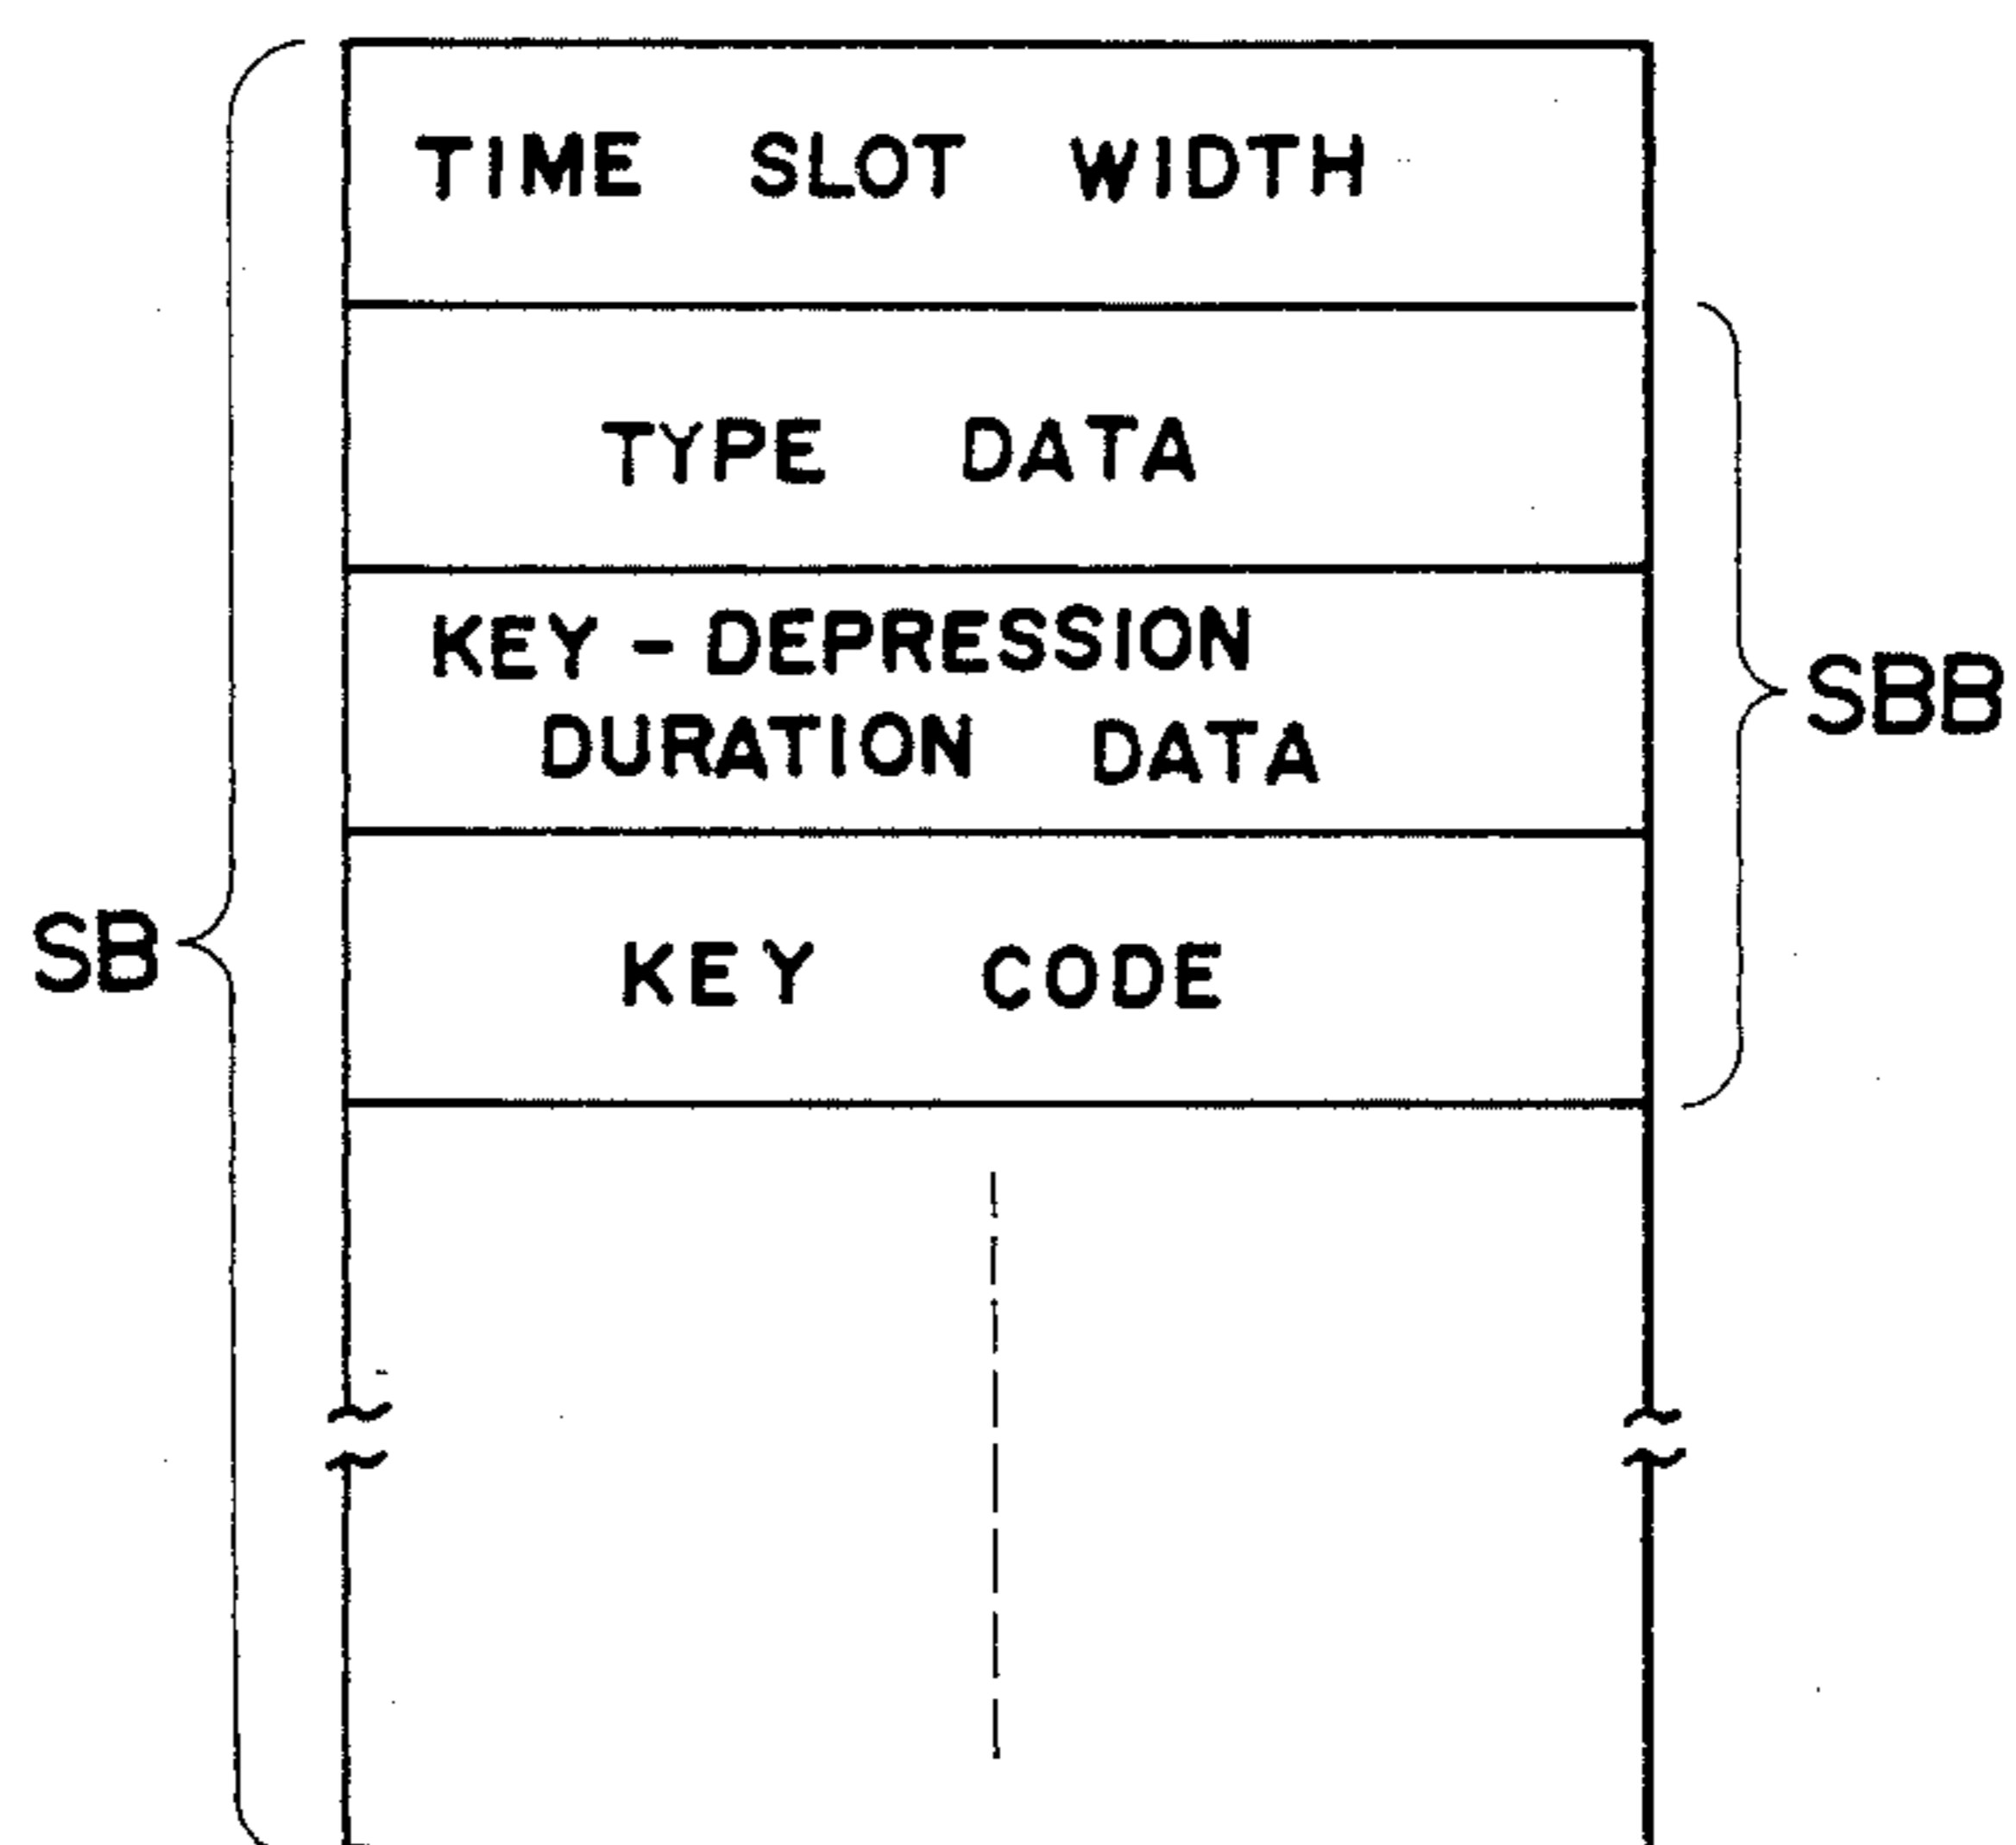 TIME SLOT WIDTH
TYPE DATA
KEY - DEPRESSION
DURATION DATA
SBB
KEY CODE
SB